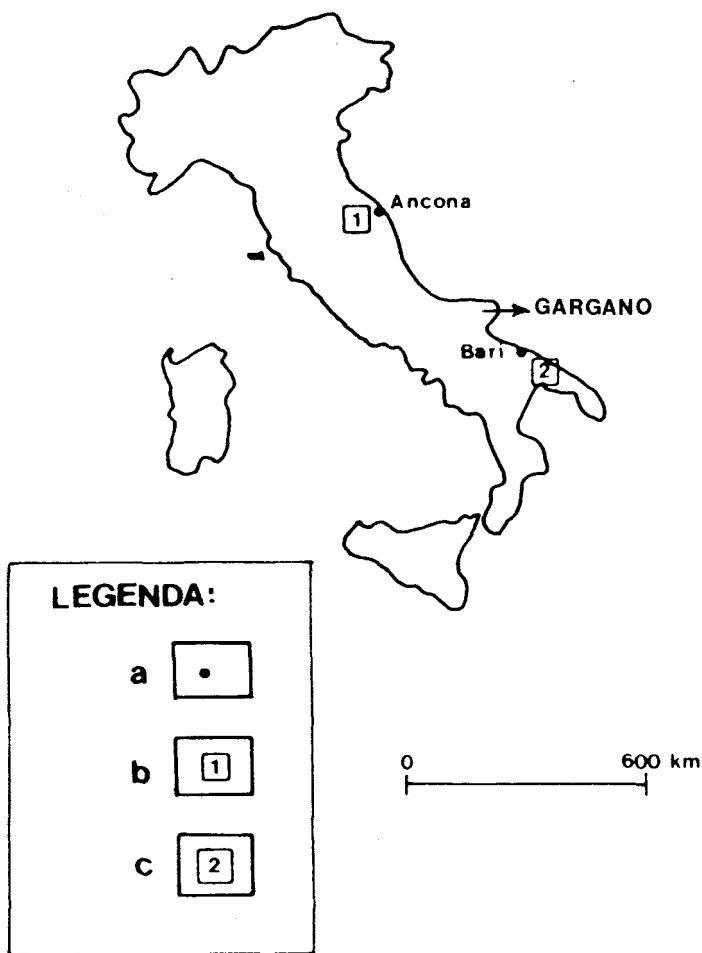 Ancona
1
GARGANO
Bari
2
LEGENDA:
a
b 1
c 2
0 600 km